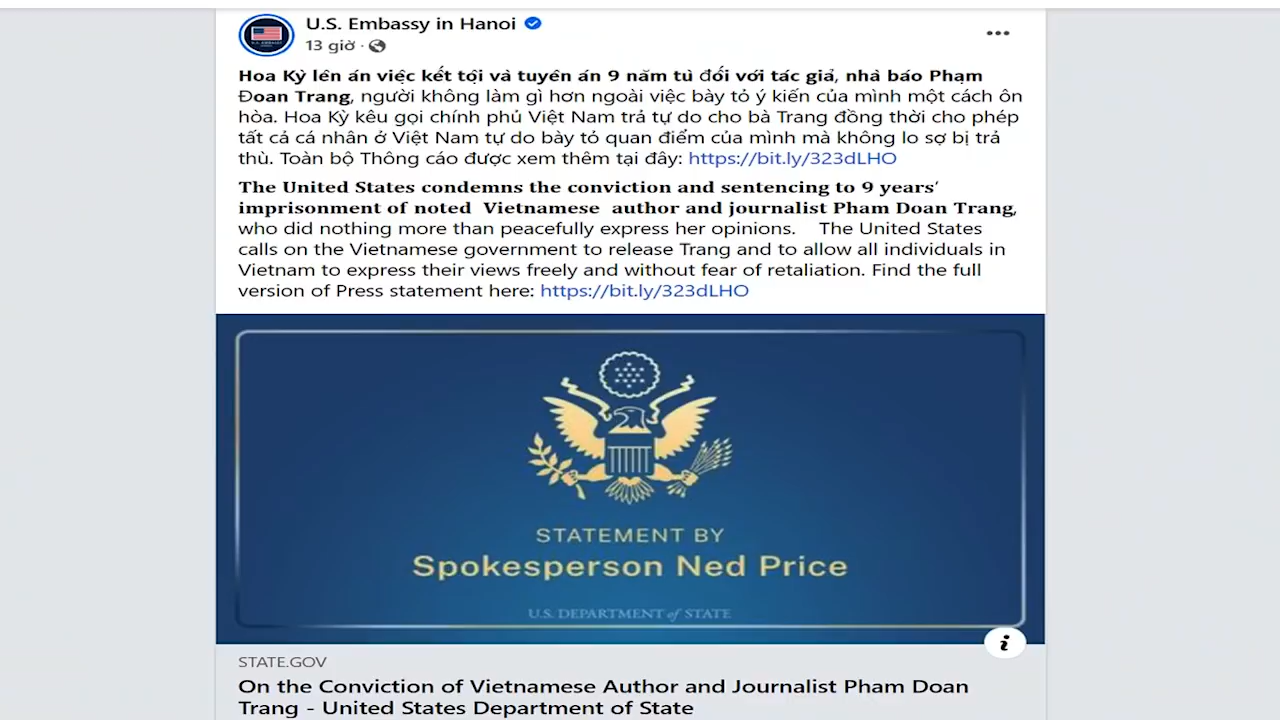 U.S. Embassy in Hanoi
13 giờ ·
Hoa Kỳ lên án việc kết tội và tuyên án 9 năm tù đối với tác giả, nhà báo Phạm
Đoan Trang, người không làm gì hơn ngoài việc bày tỏ ý kiến của mình một cách ôn
hòa. Hoa Kỳ kêu gọi chính phủ Việt Nam trả tự do cho bà Trang đồng thời cho phép
tất cả cá nhân ở Việt Nam tự do bày tỏ quan điểm của mình mà không lo sợ bị trả
thù. Toàn bộ Thông cáo được xem thêm tại đây: https://bit.ly/323dLHO
The United States condemns the conviction and sentencing to 9 years'
imprisonment of noted Vietnamese author and journalist Pham Doan Trang,
who did nothing more than peacefully express her opinions. The United States
calls on the Vietnamese government to release Trang and to allow all individuals in
Vietnam to express their views freely and without fear of retaliation. Find the full
version of Press statement here: https://bit.ly/323dLHO
STATEMENT BY
Spokesperson Ned Price
U.S. DEPARTMENT of STATE
STATE.GOV
On the Conviction of Vietnamese Author and Journalist Pham Doan
Trang - United States Department of State